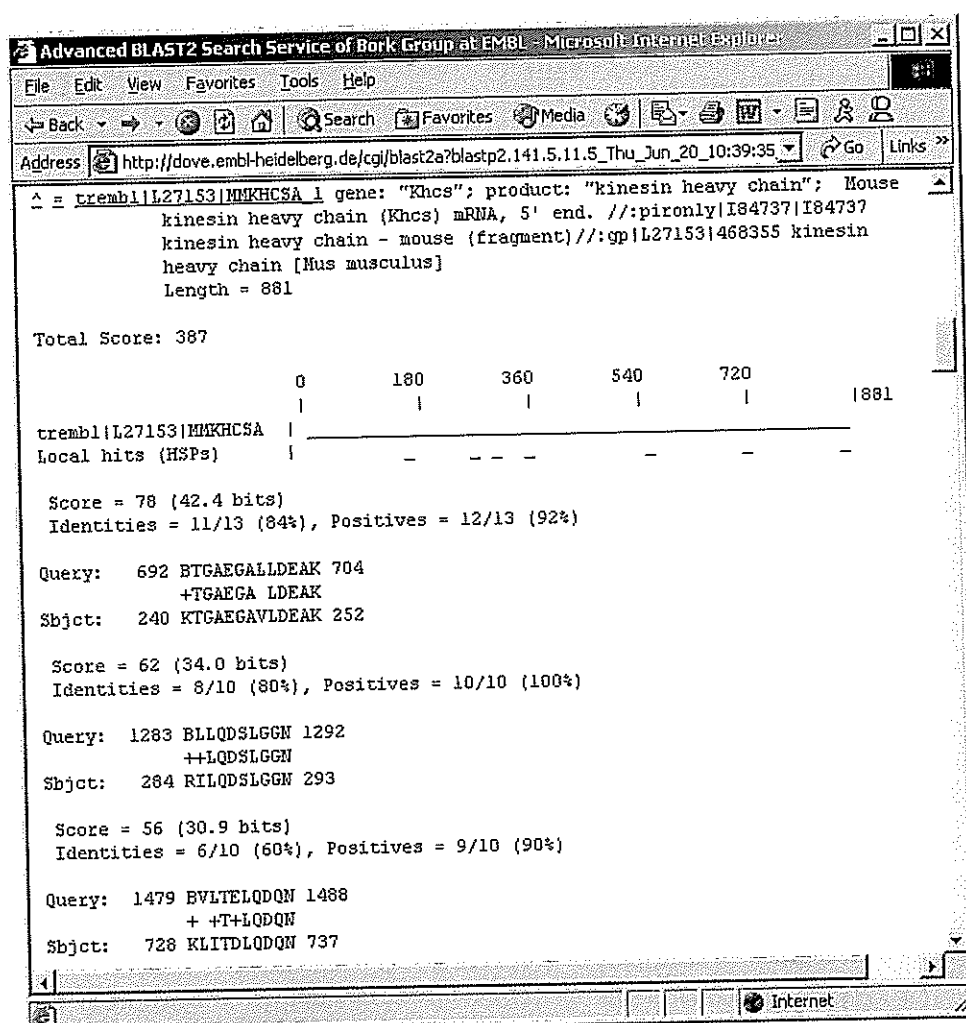 Advanced BLAST2 Search Service of Bork Group at EMBL - Microsoft Internet Explorer
File Edit View Favorites Tools Help
Back Search Favorites Media
Address http://dove.embl-heidelberg.de/cgi/blast2a?blastp2.141.5.11.5_Thu_Jun_20_10:39:35 Go Links »
^ = trembl|L27153|MMKHCSA_1 gene: "Khcs"; product: "kinesin heavy chain"; Mouse
kinesin heavy chain (Khcs) mRNA, 5' end. //:pironly|I84737|I84737
kinesin heavy chain - mouse (fragment)//:gp|L27153|468355 kinesin
heavy chain [Mus musculus]
Length = 881
Total Score: 387
0 180 360 540 720
| | | | | |881
trembl|L27153|MMKHCSA |
Local hits (HSPs) |
Score = 78 (42.4 bits)
Identities = 11/13 (84%), Positives = 12/13 (92%)
Query: 692 BTGAEGALLDEAK 704
+TGAEGA LDEAK
Sbjct: 240 KTGAEGAVLDEAK 252
Score = 62 (34.0 bits)
Identities = 8/10 (80%), Positives = 10/10 (100%)
Query: 1283 BLLQDSLGGN 1292
++LQDSLGGN
Sbjct: 284 RILQDSLGGN 293
Score = 56 (30.9 bits)
Identities = 6/10 (60%), Positives = 9/10 (90%)
Query: 1479 BVLTELQDQN 1488
+ +T+LQDQN
Sbjct: 728 KLITDLQDQN 737
Internet